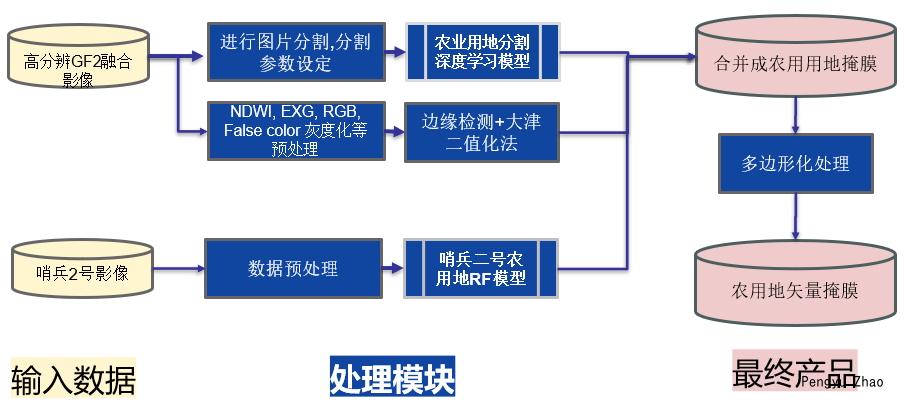 高分辨GF2融合
影像
进行图片分割,分割
参数设定
农业用地分割
深度学习模型
NDWI, EXG, RGB,
False color 灰度化等
预处理
边缘检测+大津
二值化法
哨兵2号影像
数据预处理
哨兵二号农
用地RF模型
合并成农用用地掩膜
多边形化处理
农用地矢量掩膜
输入数据
处理模块
最终产品
Pengyu Zhao